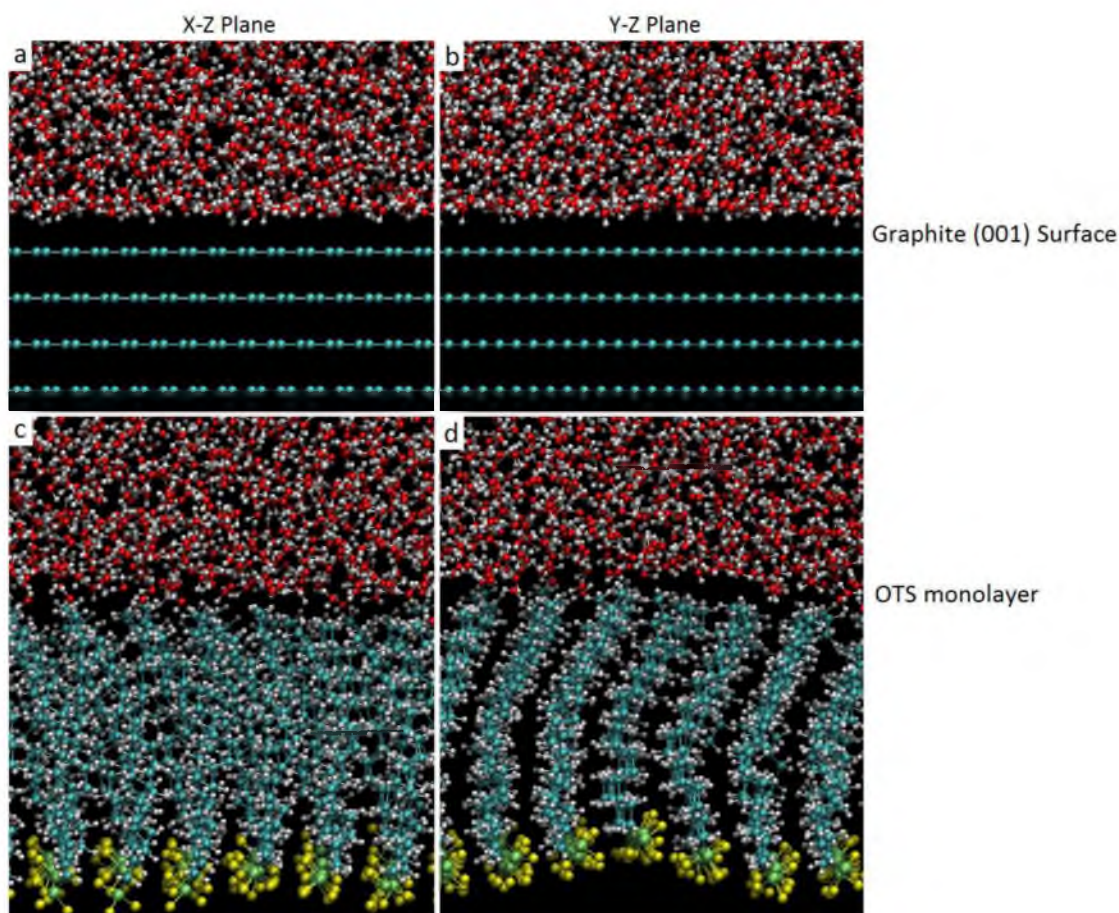 X-Z Plane
Y-Z Plane
a
b
Graphite (001) Surface
c
d
OTS monolayer